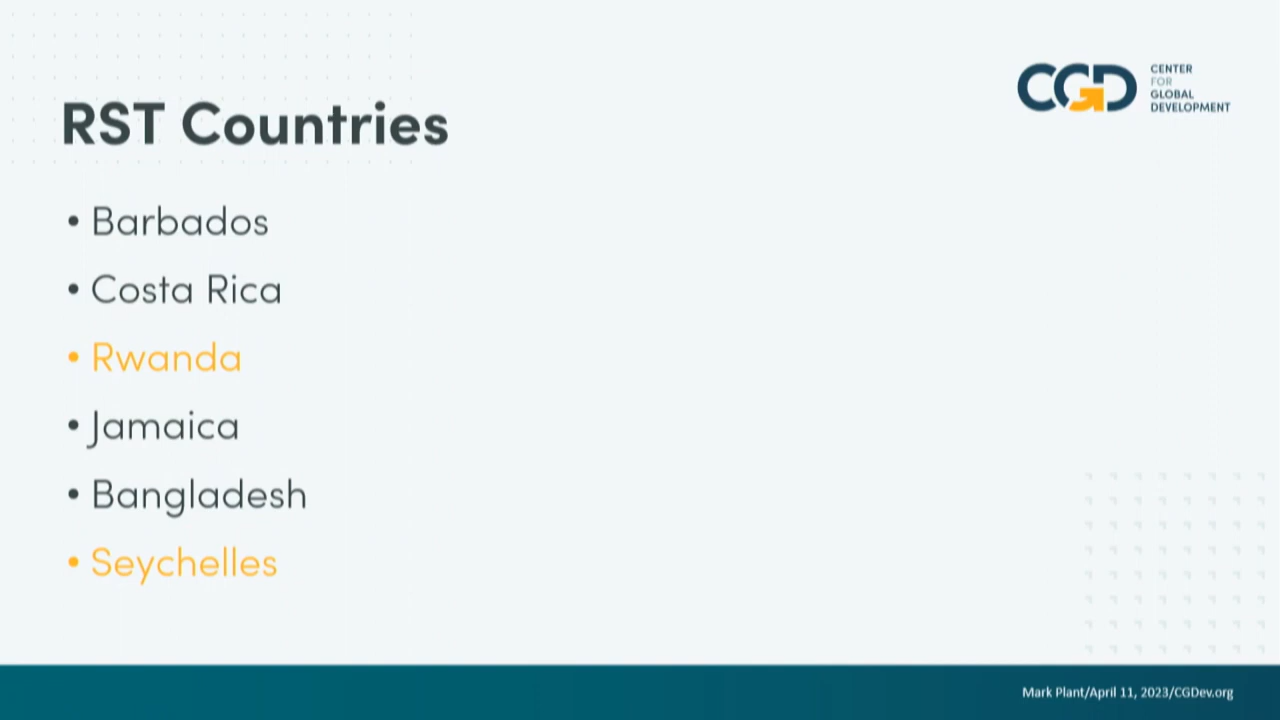 CGD
CENTER
FOR
GLOBAL
DEVELOPMENT
RST Countries
• Barbados
• Costa Rica
• Rwanda
• Jamaica
• Bangladesh
• Seychelles
Mark Plant/April 11, 2023/CGDev.org